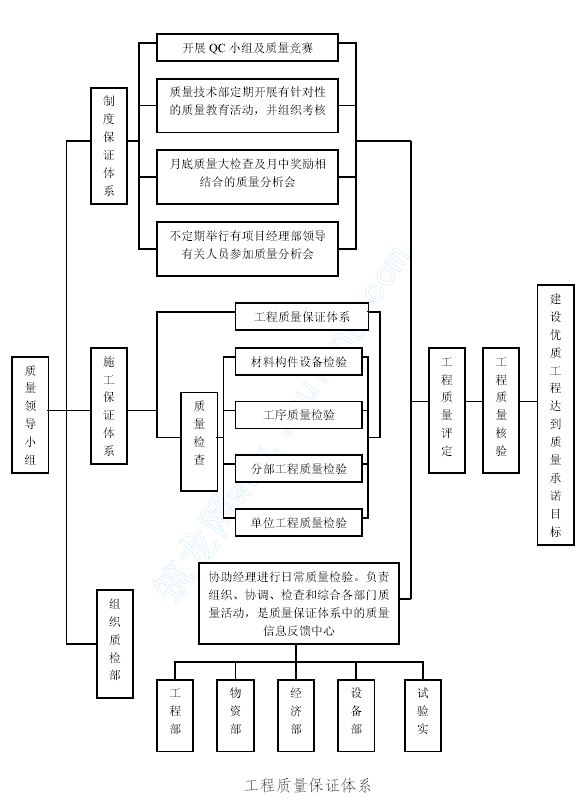 开展 QC 小组及质量竞赛
质量技术部定期开展有针对性
的质量教育活动，并组织考核
制度保证体系
月底质量大检查及月中奖励相
结合的质量分析会
不定期举行有项目经理部领导
有关人员参加质量分析会
工程质量保证体系
材料构件设备检验
质量领导小组
施工保证体系
质量检查
工序质量检验
分部工程质量检验
单位工程质量检验
工程质量评定
工程质量核验
建设优质工程达到质量承诺目标
组织质检部
协助经理进行日常质量检验。负责
组织、协调、检查和综合各部门质
量活动，是质量保证体系中的质量
信息反馈中心
工程部
物资部
经济部
设备部
试验实
工程质量保证体系